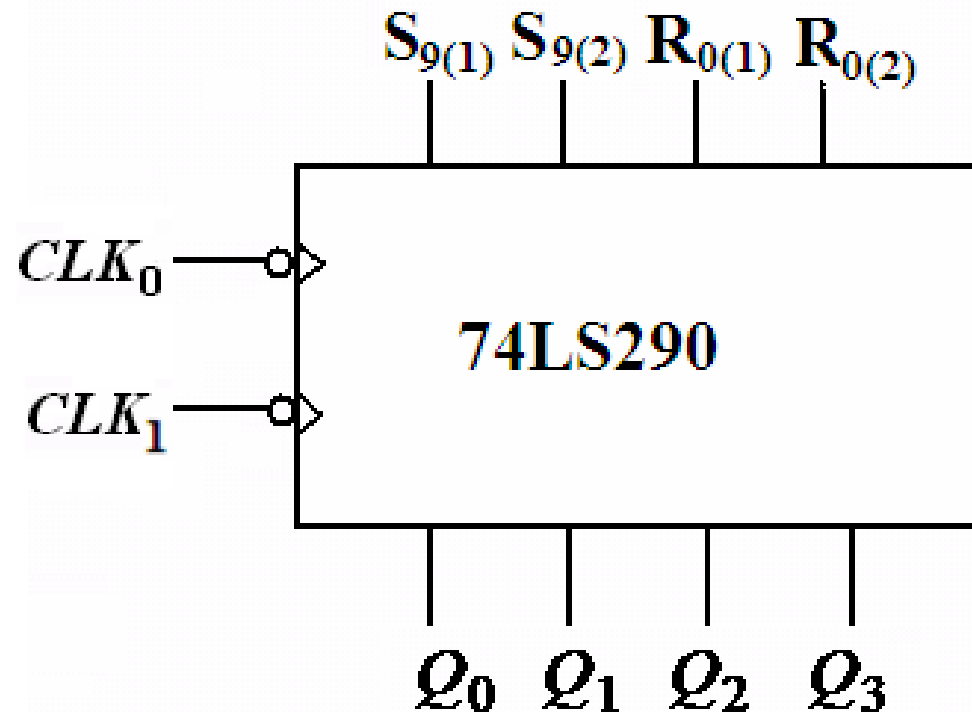 S9(1) S9(2) R0(1) R0(2)
CLK0
74LS290
CLK1
Q0 Q1 Q2 Q3